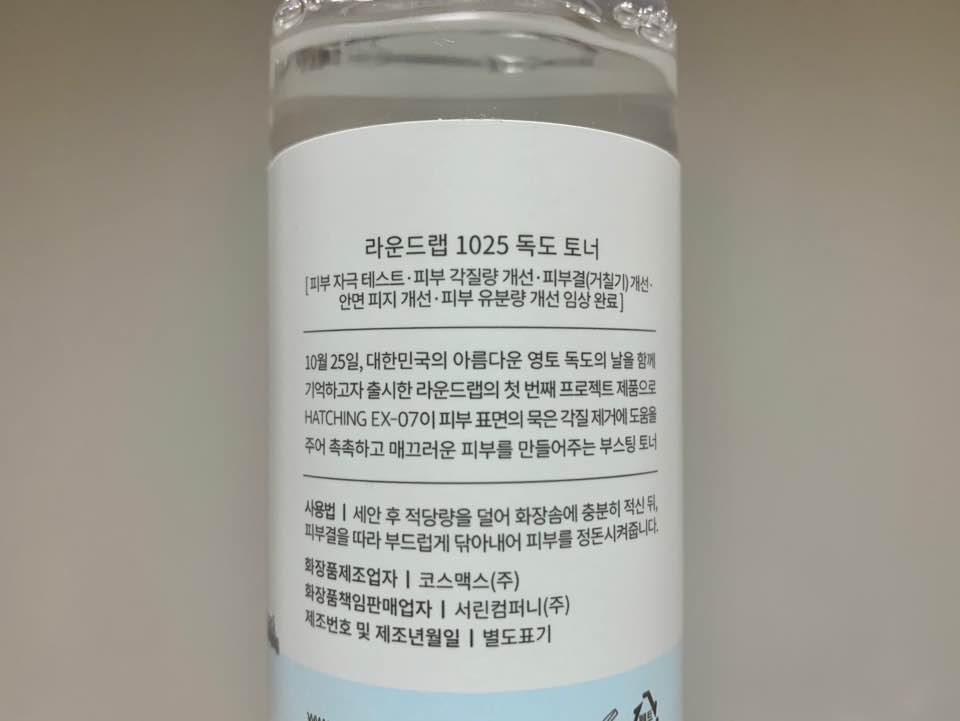 라운드랩 1025 독도 토너
[ 피부 자극 테스트·피부 각질량 개선·피부결(거칠기) 개선·
안면 피지 개선·피부 유분량 개선 임상 완료 ]
10월 25일, 대한민국의 아름다운 영토 독도의 날을 함께
기억하고자 출시한 라운드랩의 첫 번째 프로젝트 제품으로
HATCHING EX-07이 피부 표면의 묵은 각질 제거에 도움을
주어 촉촉하고 매끄러운 피부를 만들어주는 부스팅 토너
사용법 | 세안 후 적당량을 덜어 화장솜에 충분히 적신 뒤,
피부결을 따라 부드럽게 닦아내어 피부를 정돈시켜줍니다.
화장품제조업자 | 코스맥스(주)
화장품책임판매업자 | 서린컴퍼니(주)
제조번호 및 제조년월일 | 별도표기